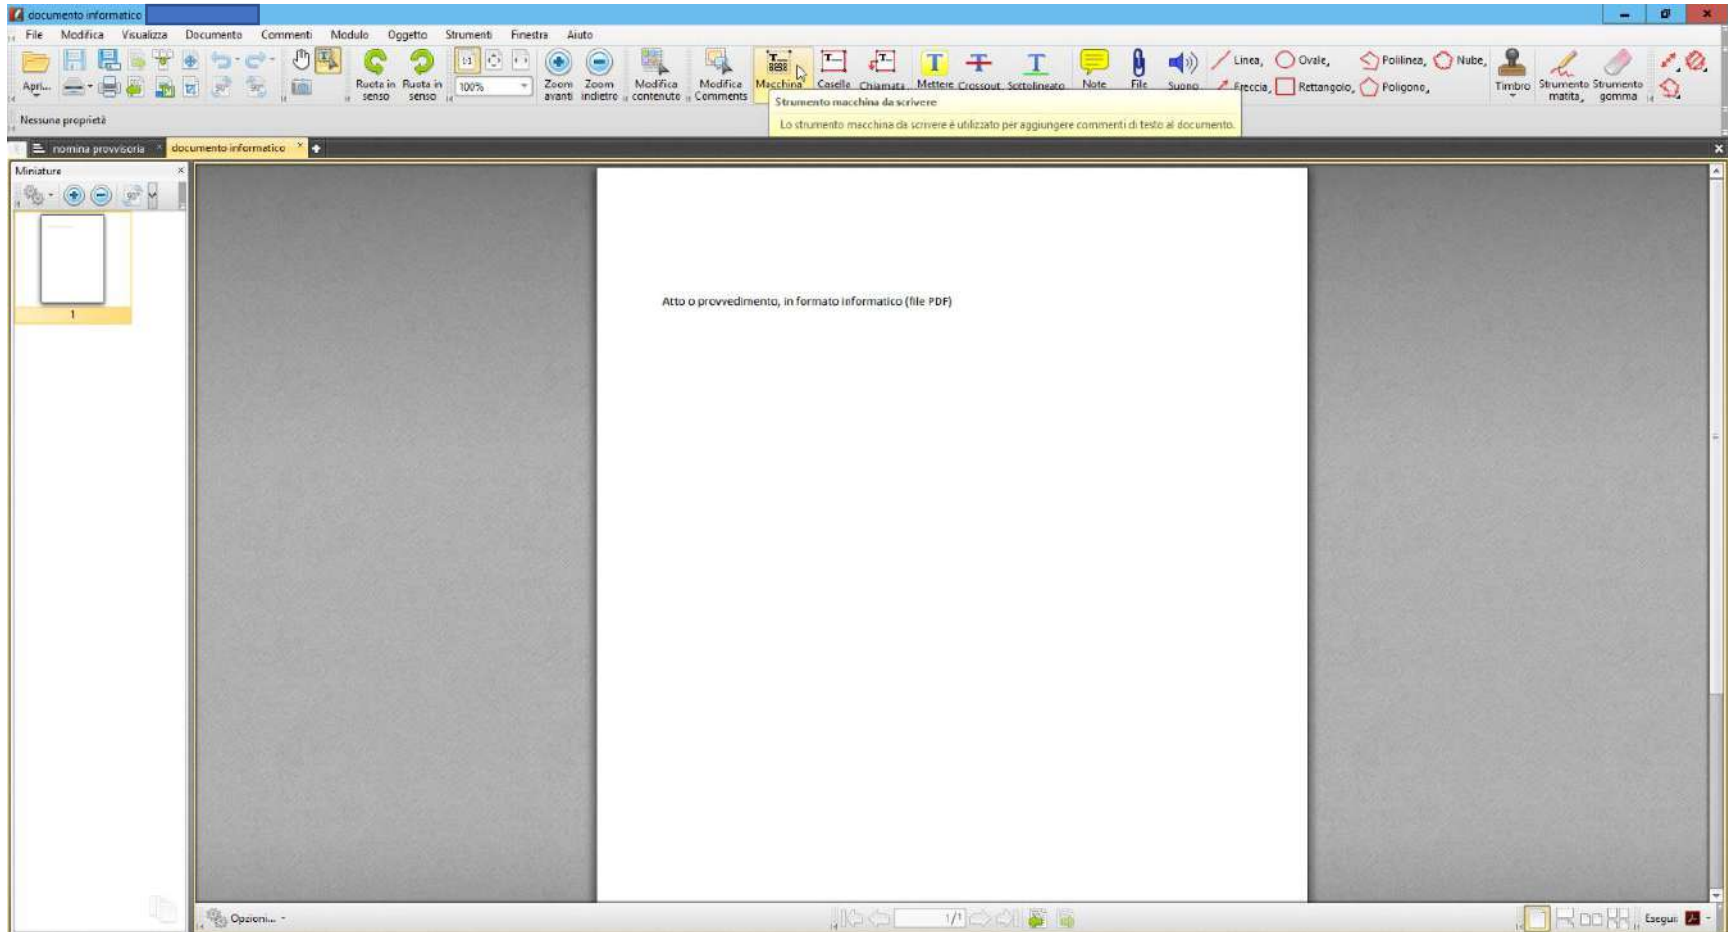 documento informatico
File Modifica Visualizza Documento Commenti Modulo Oggetto Strumenti Finestra Aiuto
Apri...
Ruota in senso
Ruota in senso
1:1
100%
Zoom avanti
Zoom indietro
Modifica contenuto
Modifica Comments
Macchina
Casella
Chiamata
Mettere
Crossout
Sottolineato
Note
File
Suono
Linea,
Ovale,
Polilinea,
Nube,
Freccia,
Rettangolo,
Poligono,
Timbro
Strumento matita,
Strumento gomma
Strumento macchina da scrivere
Lo strumento macchina da scrivere è utilizzato per aggiungere commenti di testo al documento.
Nessuna proprietà
nomina provvisoria × documento informatico ×
Miniature ×
90°
1
Atto o provvedimento, in formato informatico (file PDF)
Opzioni...
1/1
Esegui: